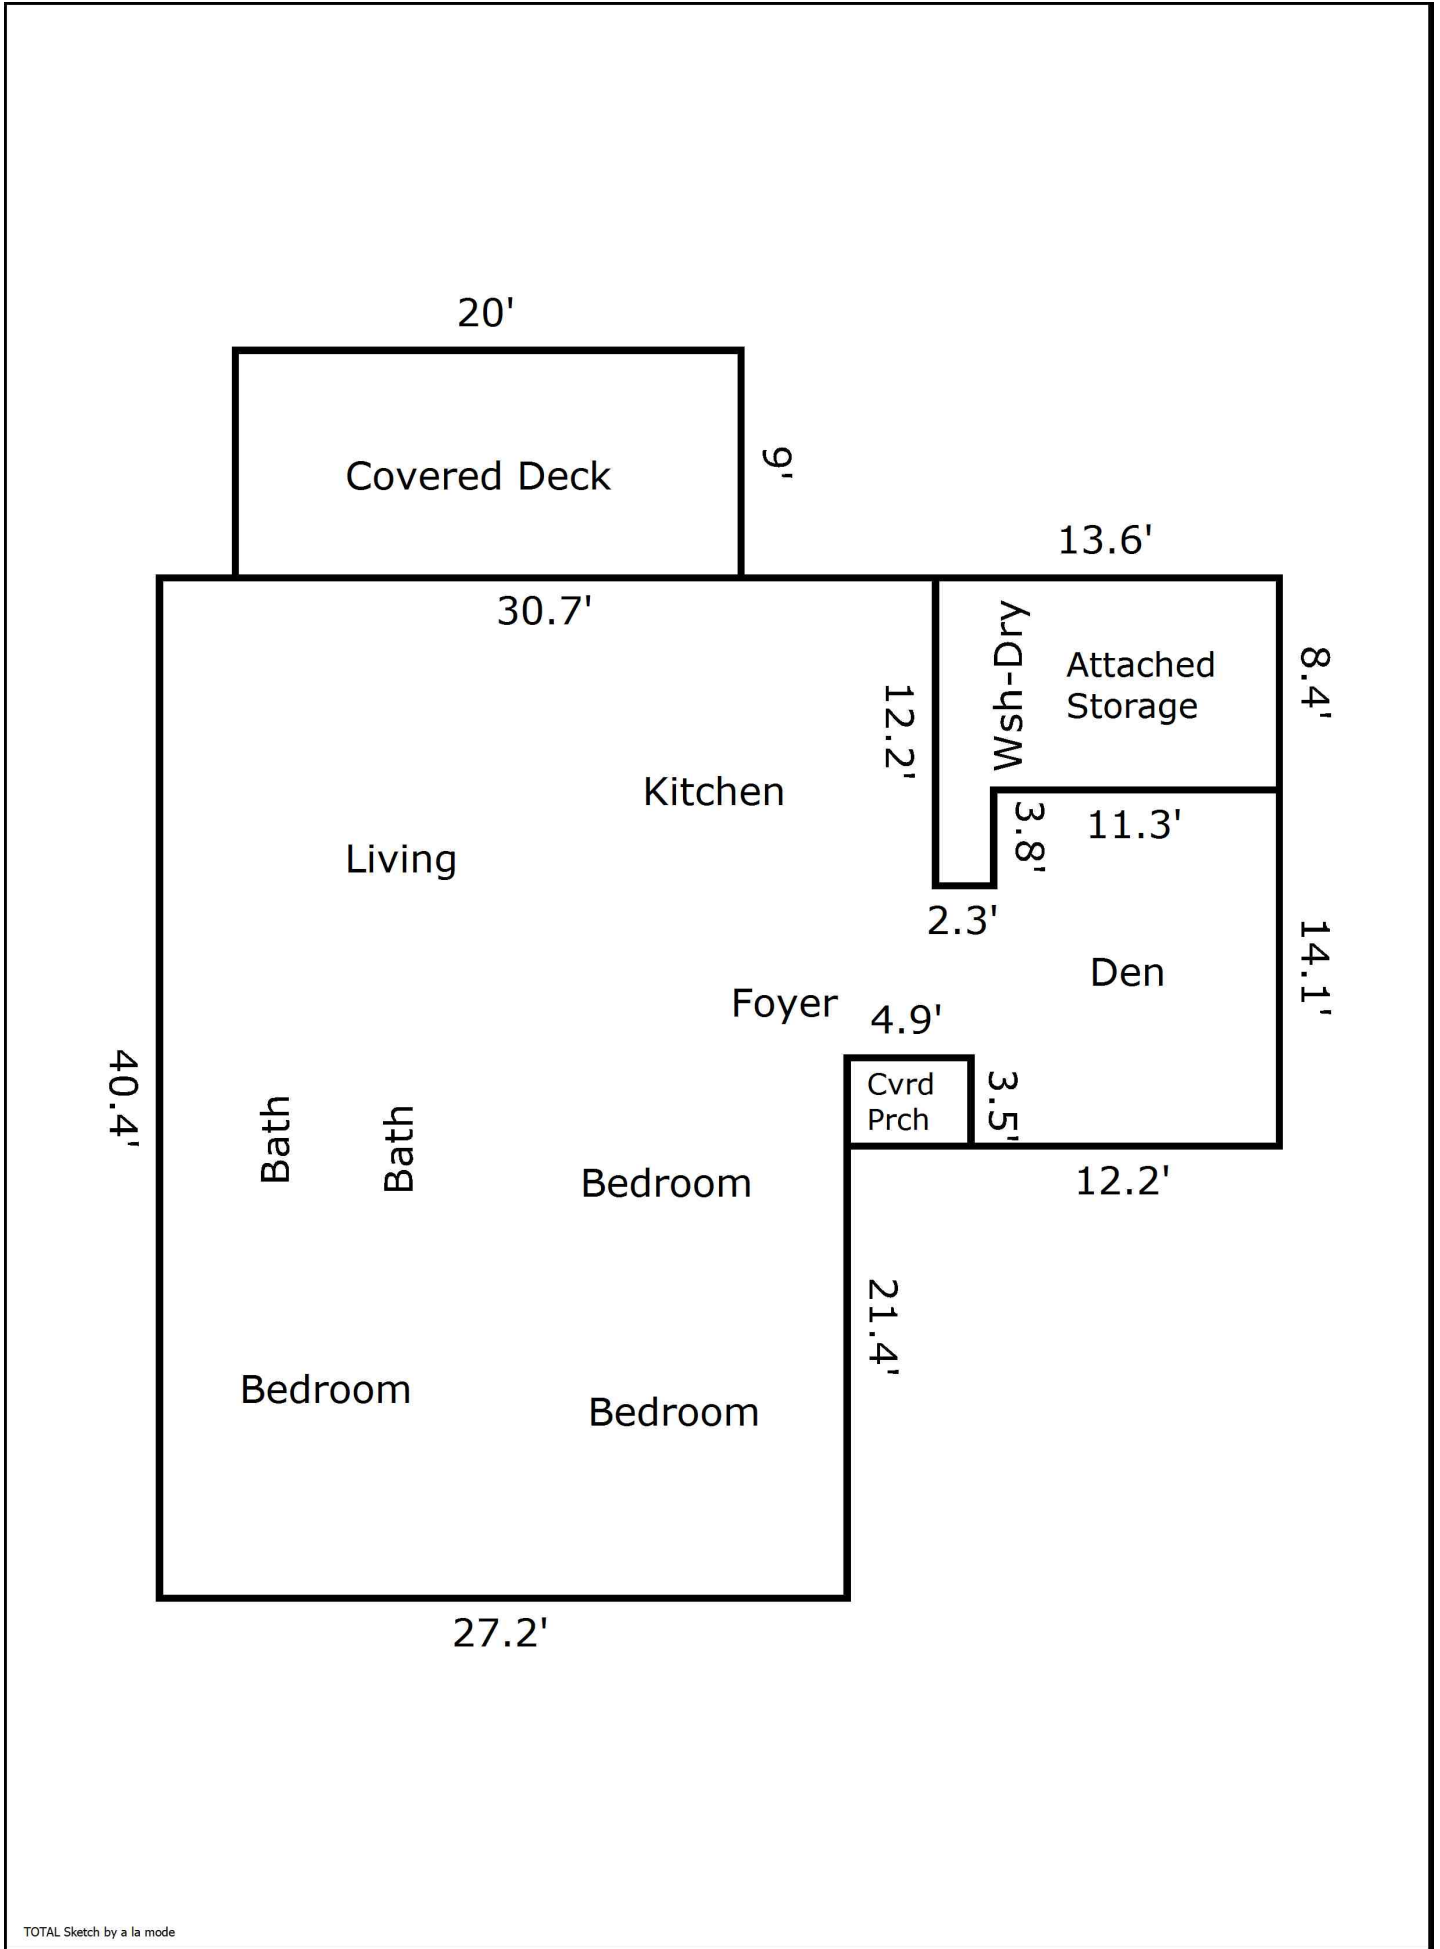 20'
Covered Deck
9'
13.6'
30.7'
Wsh-Dry
Attached
Storage
8.4'
12.2'
Kitchen
3.8'
11.3'
Living
2.3'
14.1'
Den
Foyer
4.9'
40.4'
Cvrd
Prch
3.5'
Bath
Bath
Bedroom
12.2'
21.4'
Bedroom
Bedroom
27.2'
TOTAL Sketch by a la mode